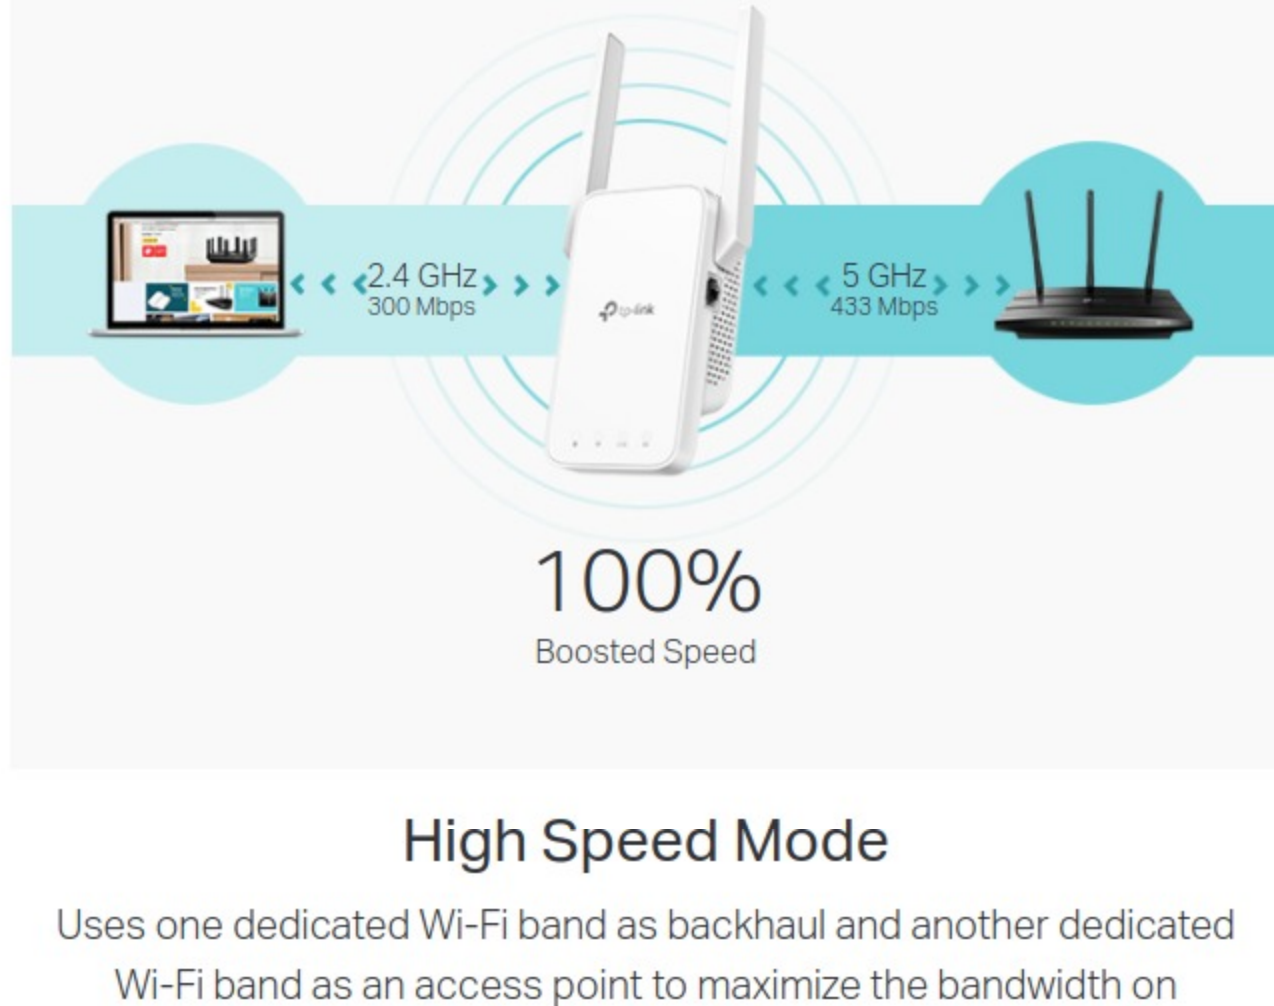 2.4 GHz
300 Mbps
tp-link
5 GHz
433 Mbps
100%
Boosted Speed
High Speed Mode
Uses one dedicated Wi-Fi band as backhaul and another dedicated
Wi-Fi band as an access point to maximize the bandwidth on